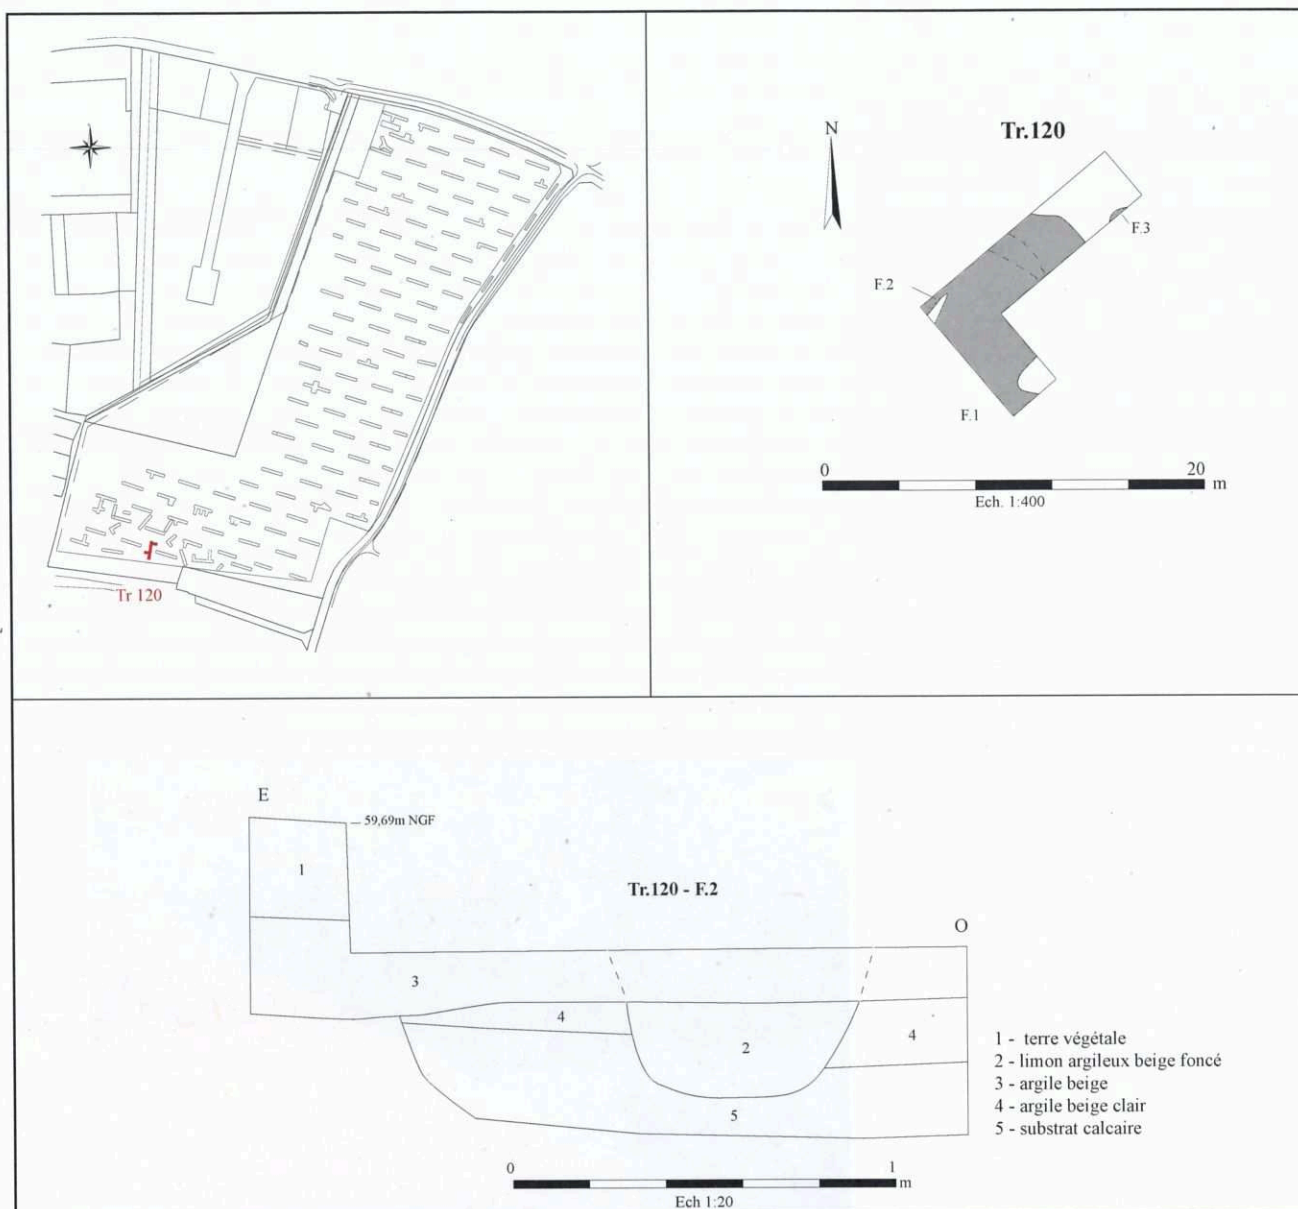 Tr 120
N
Tr.120
F.3
F.2
F.1
0 20 m
Ech. 1:400
E
59,69m NGF
1
Tr.120 - F.2
O
3
4
2
4
5
1 - terre végétale
2 - limon argileux beige foncé
3 - argile beige
4 - argile beige clair
5 - substrat calcaire
0 1 m
Ech 1:20